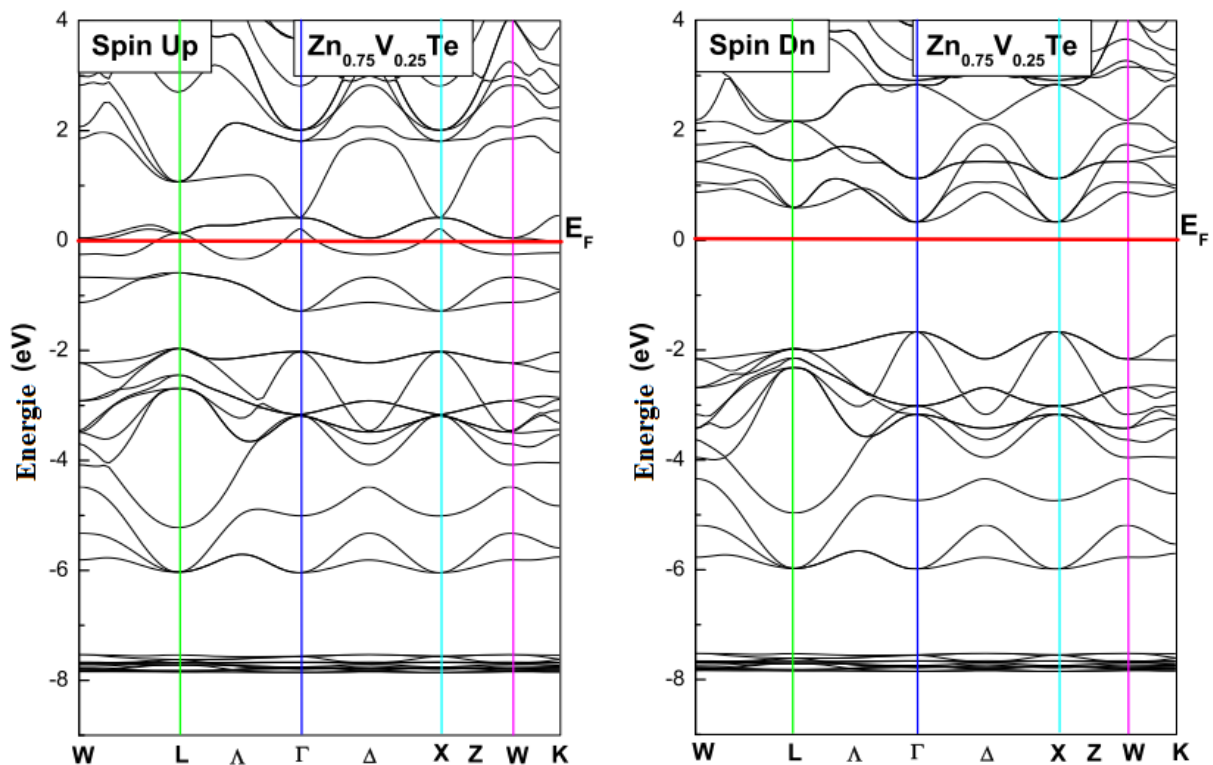 Spin Up
Zn0.75V0.25Te
4
2
0
-2
-4
-6
-8
Energie (eV)
EF
W L Λ Γ Δ X Z W K
Spin Dn
Zn0.75V0.25Te
4
2
0
-2
-4
-6
-8
Energie (eV)
EF
W L Λ Γ Δ X Z W K